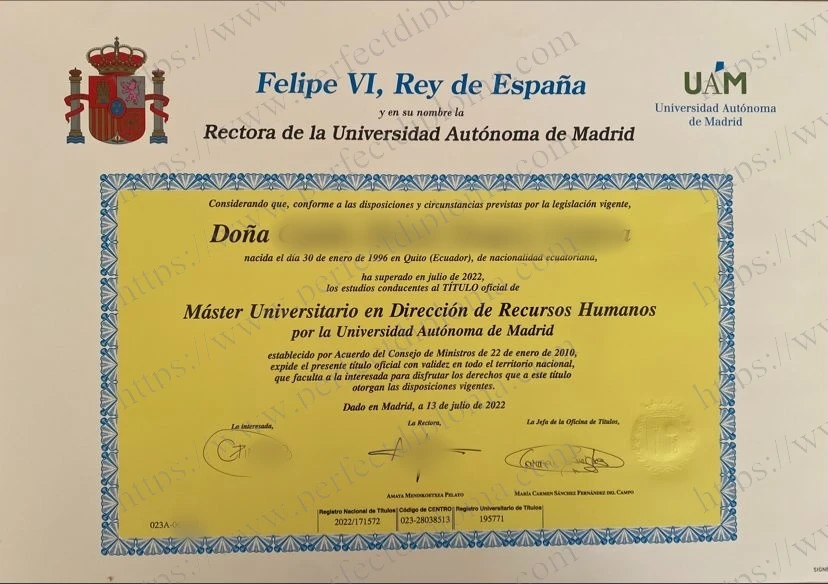 Felipe VI, Rey de España
y en su nombre la
Rectora de la Universidad Autónoma de Madrid
UAM
Universidad Autónoma
de Madrid
Considerando que, conforme a las disposiciones y circunstancias previstas por la legislación vigente,
Doña
nacida el día 30 de enero de 1996 en Quito (Ecuador), de nacionalidad ecuatoriana,
ha superado en julio de 2022,
los estudios conducentes al TÍTULO oficial de
Máster Universitario en Dirección de Recursos Humanos
por la Universidad Autónoma de Madrid
establecido por Acuerdo del Consejo de Ministros de 22 de enero de 2010,
expide el presente título oficial con validez en todo el territorio nacional,
que faculta a la interesada para disfrutar los derechos que a este título
otorgan las disposiciones vigentes.
Dado en Madrid, a 13 de julio de 2022
La interesada,
La Rectora,
La Jefa de la Oficina de Títulos,
AMAYA MENDIKOETXEA PELAYO
MARÍA CARMEN SÁNCHEZ FERNÁNDEZ DEL CAMPO
Registro Nacional de Títulos
Código de CENTRO
Registro Universitario de Títulos
2022/171572
023-28038513
195771
023A-0
https://www.perfectdiploma.com